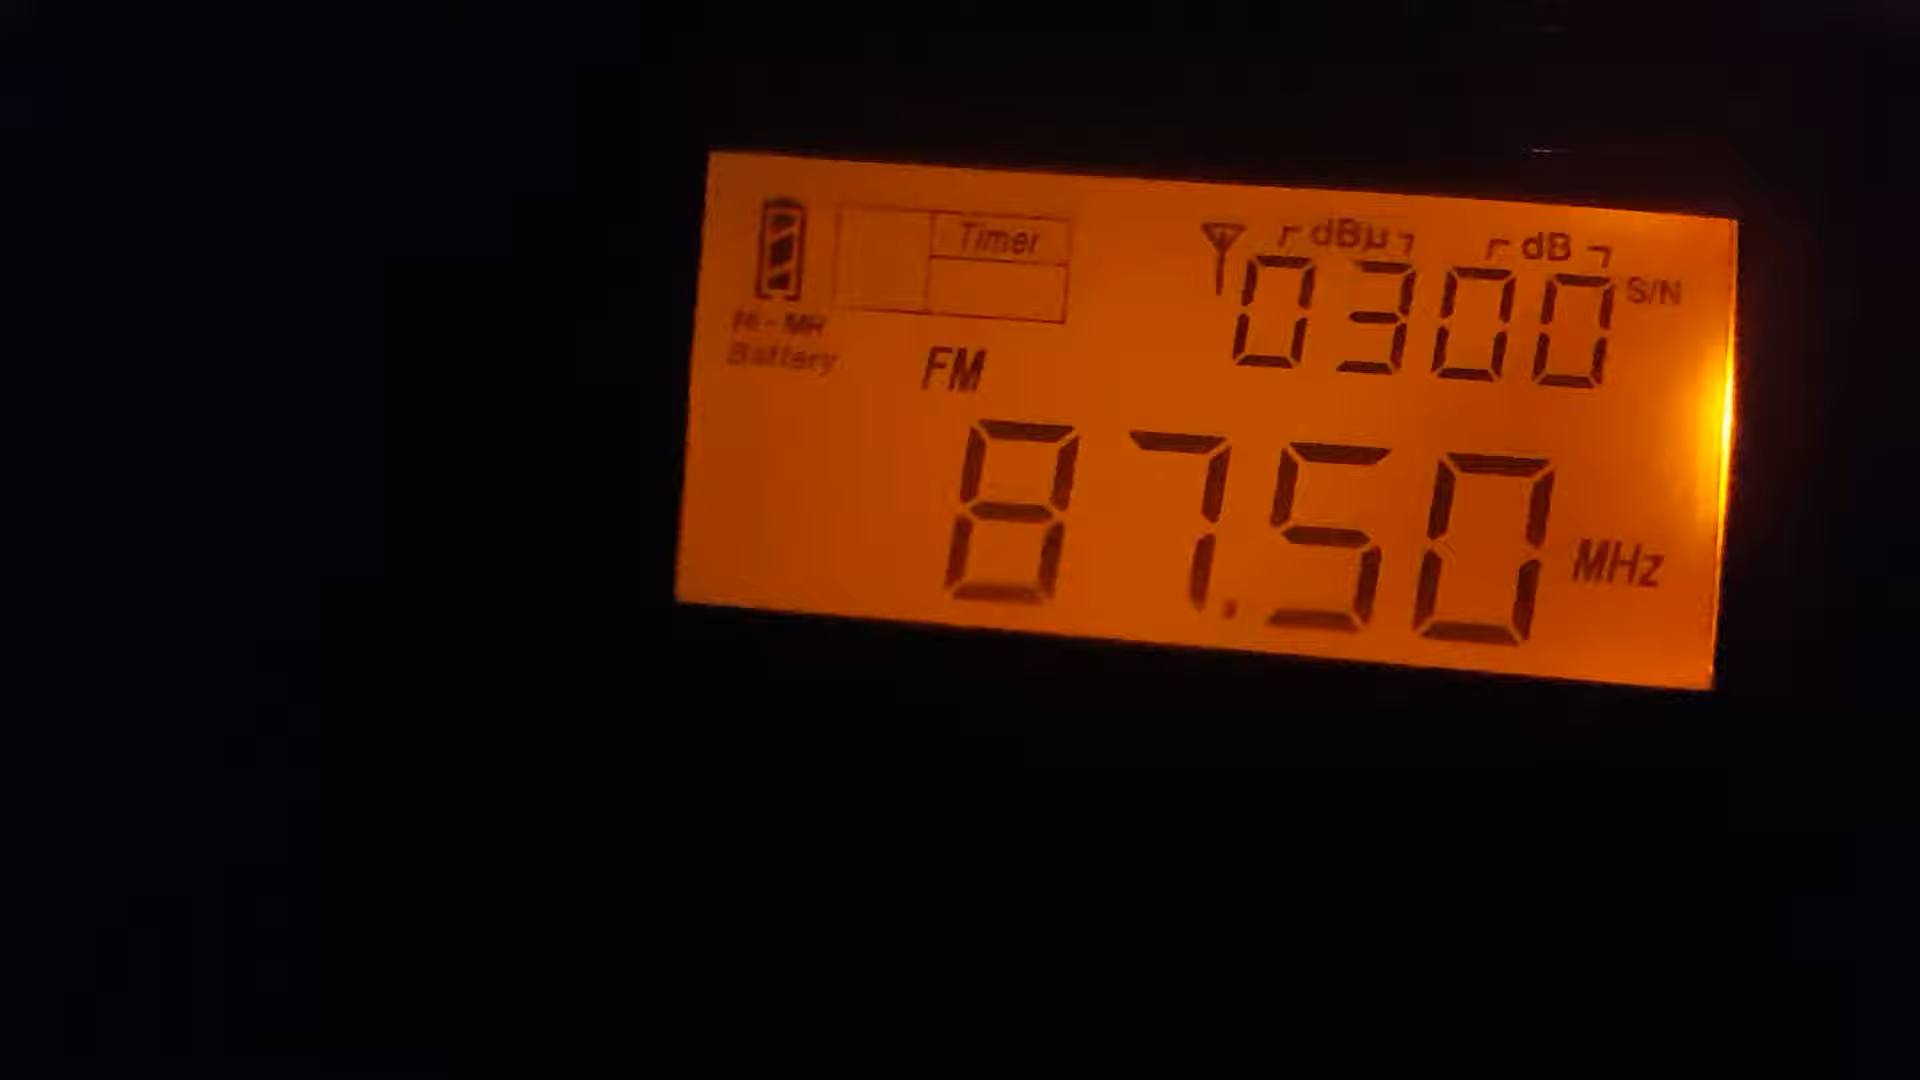 Timer
dBμ dB
0300 S/N
Ni-MH
Battery
FM
87.50 MHz